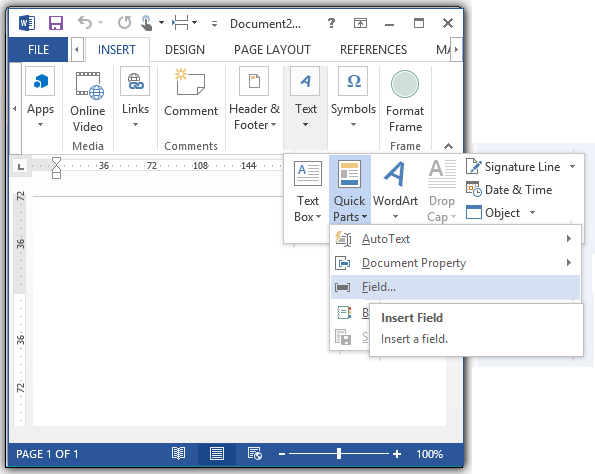 Document2...
FILE INSERT DESIGN PAGE LAYOUT REFERENCES MA
Apps Online Video Links Comment Header & Footer Text Symbols Format Frame
Media Comments Frame
L 36 72 108 144
Text Box Quick Parts WordArt Drop Cap Signature Line
Date & Time
Object
72 36 36 72
AutoText
Document Property
Field...
B
S
Insert Field
Insert a field.
PAGE 1 OF 1 100%